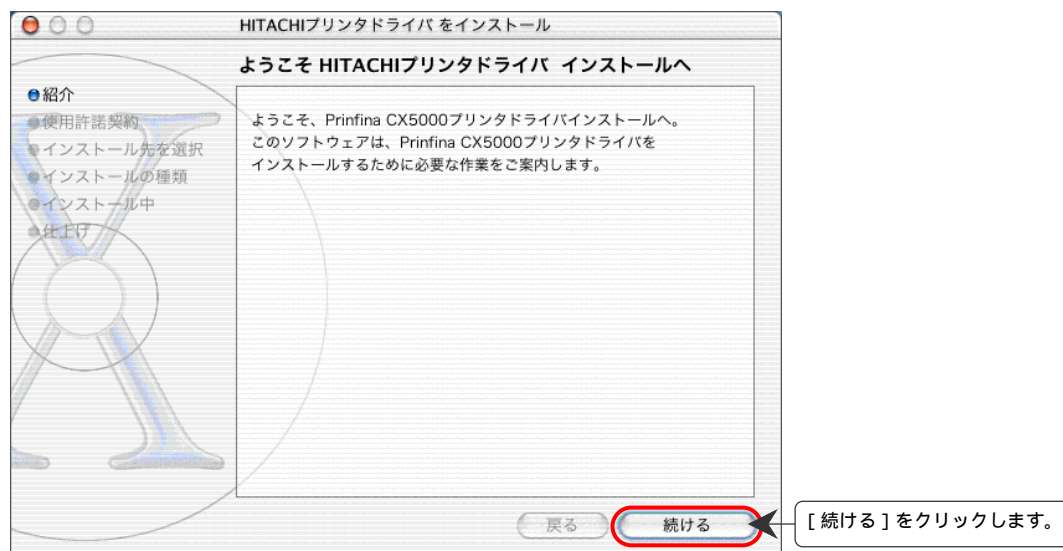 HITACHIプリンタドライバ をインストール
ようこそ HITACHIプリンタドライバ インストールへ
紹介
使用許諾契約
インストール先を選択
インストールの種類
インストール中
仕上げ
ようこそ、Prinfina CX5000プリンタドライバインストールへ。
このソフトウェアは、Prinfina CX5000プリンタドライバを
インストールするために必要な作業をご案内します。
戻る
続ける
[ 続ける ] をクリックします。